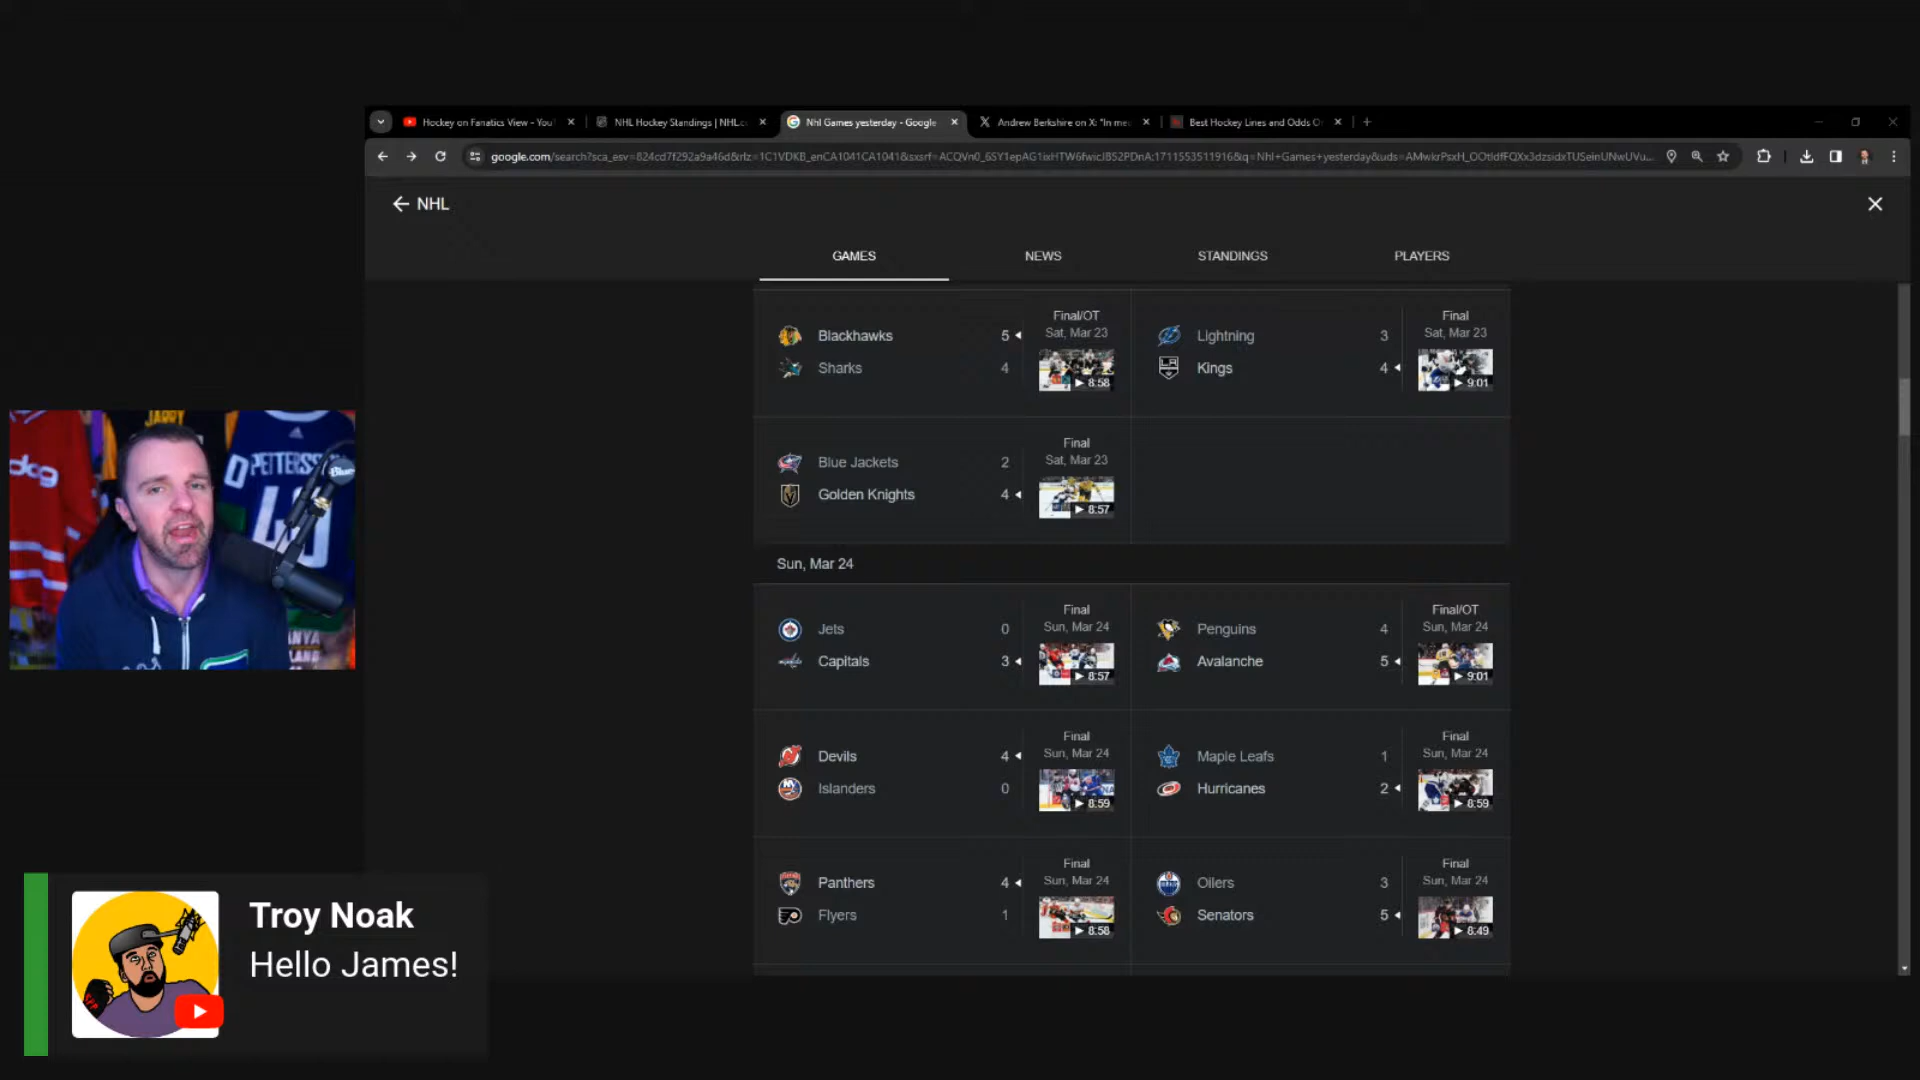 Hockey on Fanatics View - You
NHL Hockey Standings | NHL.c
Nhl Games yesterday - Google
Andrew Berkshire on X: "In me
Best Hockey Lines and Odds O
NHL
GAMES
NEWS
STANDINGS
PLAYERS
Blackhawks 5
Sharks 4
Final/OT
Sat, Mar 23
8:58
Lightning 3
Kings 4
Final
Sat, Mar 23
9:01
Blue Jackets 2
Golden Knights 4
Final
Sat, Mar 23
8:57
Sun, Mar 24
Jets 0
Capitals 3
Final
Sun, Mar 24
8:57
Penguins 4
Avalanche 5
Final/OT
Sun, Mar 24
9:01
Devils 4
Islanders 0
Final
Sun, Mar 24
8:59
Maple Leafs 1
Hurricanes 2
Final
Sun, Mar 24
8:59
Panthers 4
Flyers 1
Final
Sun, Mar 24
8:58
Oilers 3
Senators 5
Final
Sun, Mar 24
8:49
JARRY
PETTERSS
40
dog
Blue
Troy Noak
Hello James!